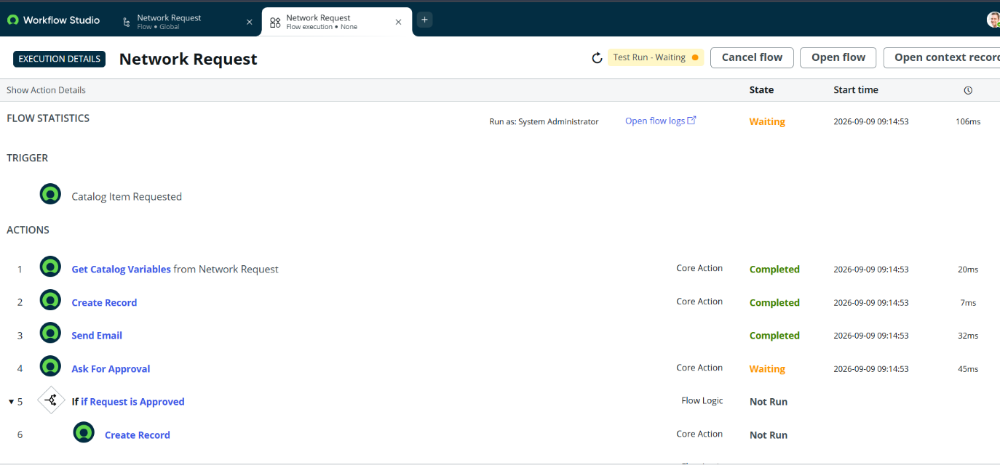 Workflow Studio
Network Request
Flow • Global
Network Request
Flow execution • None
EXECUTION DETAILS
Network Request
Test Run - Waiting
Cancel flow
Open flow
Open context recor
Show Action Details
State
Start time
FLOW STATISTICS
Run as: System Administrator
Open flow logs
Waiting
2026-09-09 09:14:53
106ms
TRIGGER
Catalog Item Requested
ACTIONS
1 Get Catalog Variables from Network Request Core Action Completed 2026-09-09 09:14:53 20ms
2 Create Record Core Action Completed 2026-09-09 09:14:53 7ms
3 Send Email Completed 2026-09-09 09:14:53 32ms
4 Ask For Approval Core Action Waiting 2026-09-09 09:14:53 45ms
5 If if Request is Approved Flow Logic Not Run
6 Create Record Core Action Not Run